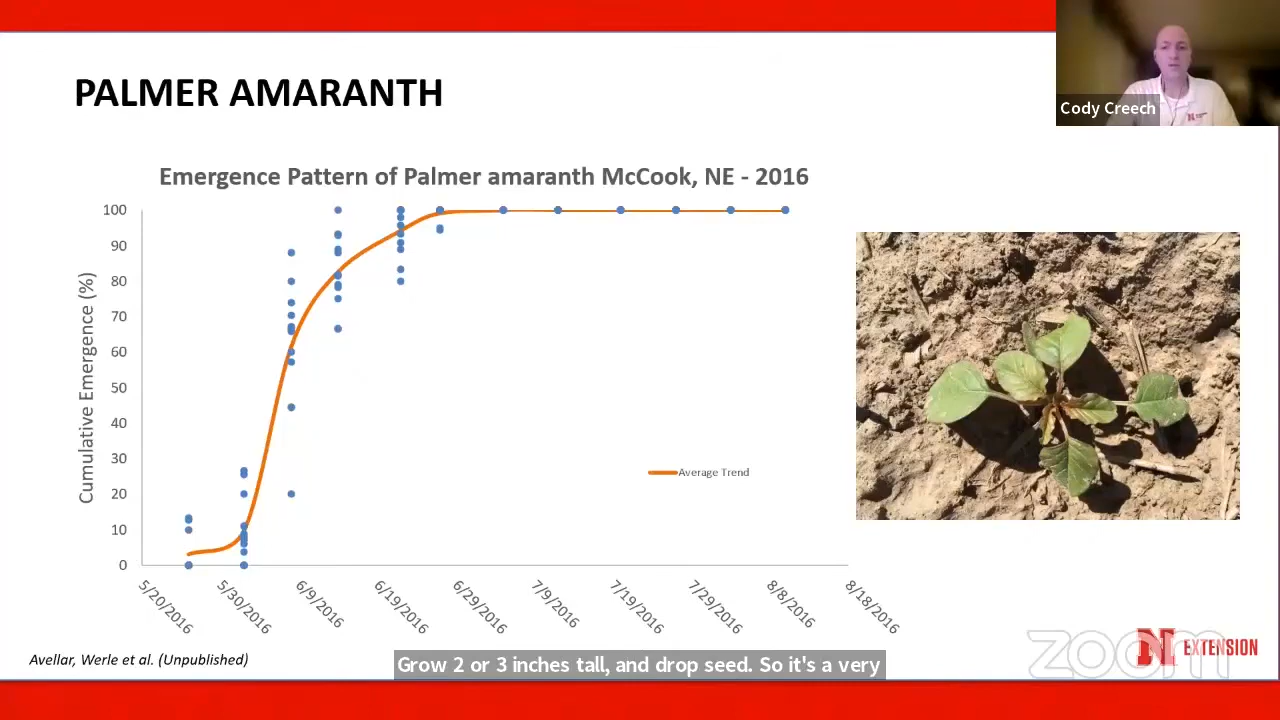 PALMER AMARANTH
Cody Creech
Emergence Pattern of Palmer amaranth McCook, NE - 2016
Cumulative Emergence (%)
100
90
80
70
60
50
40
30
20
10
0
Average Trend
5/20/2016
5/30/2016
6/9/2016
6/19/2016
6/29/2016
7/9/2016
7/19/2016
7/29/2016
8/8/2016
8/18/2016
Avellar, Werle et al. (Unpublished)
Grow 2 or 3 inches tall, and drop seed. So it's a very
zoom
N EXTENSION